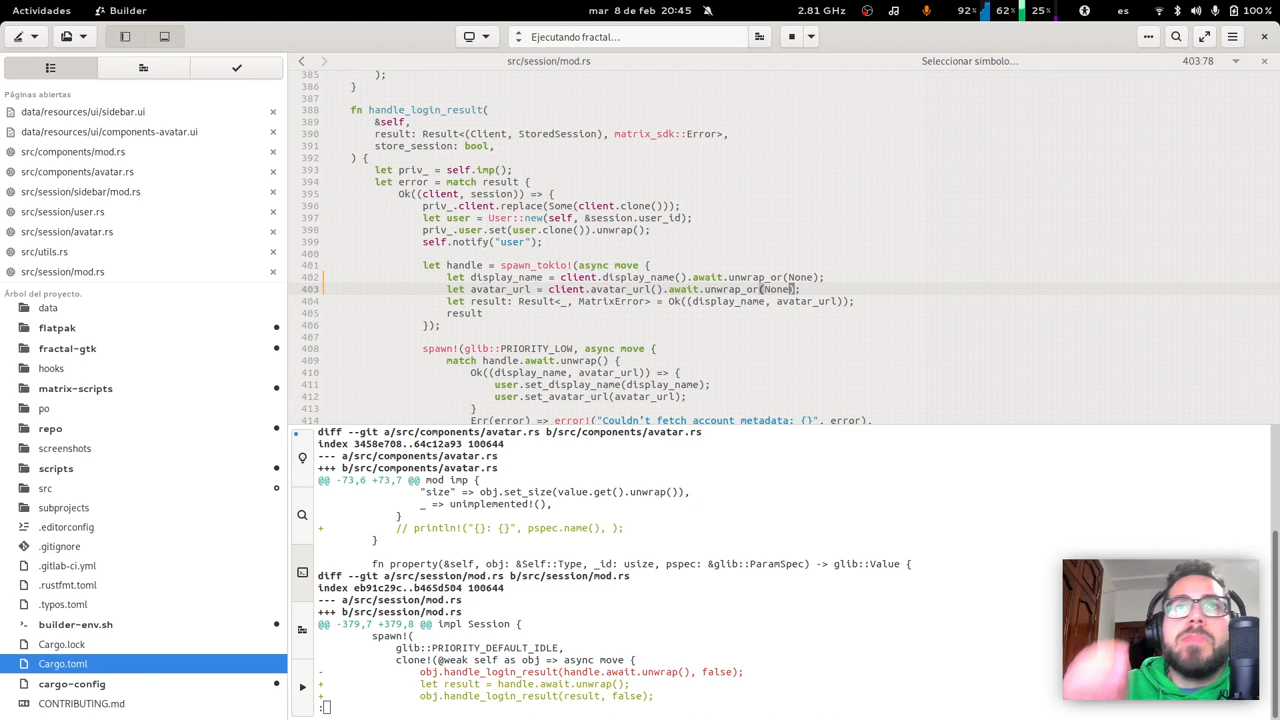 Actividades Aplicaciones mar 8 de feb 20:45 2.81 GHz 92% 62% 25% es 100 %
Ejecutando fractal…
src/session/mod.rs Seleccionar símbolo… 403:78
Páginas abiertas
data/resources/ui/sidebar.ui
data/resources/ui/components-avatar.ui
src/components/mod.rs
src/components/avatar.rs
src/session/sidebar/mod.rs
src/session/user.rs
src/session/avatar.rs
src/utils.rs
src/session/mod.rs
Árbol del proyecto.
data
flatpak
fractal-gtk
hooks
matrix-scripts
po
repo
screenshots
scripts
src
subprojects
.editorconfig
.gitignore
.gitlab-ci.yml
.rustfmt.toml
.typos.toml
builder-env.sh
Cargo.lock
Cargo.toml
cargo-config
CONTRIBUTING.md
385 );
386 }
387
388 fn handle_login_result(
389 &self,
390 result: Result<(Client, StoredSession), matrix_sdk::Error>,
391 store_session: bool,
392 ) {
393 let priv_ = self.imp();
394 let error = match result {
395 Ok((client, session)) => {
396 priv_.client.replace(Some(client.clone()));
397 let user = User::new(self, &session.user_id);
398 priv_.user.set(user.clone()).unwrap();
399 self.notify("user");
400
401 let handle = spawn_tokio!(async move {
402 let display_name = client.display_name().await.unwrap_or(None);
403 let avatar_url = client.avatar_url().await.unwrap_or(None);
404 let result: Result<_, MatrixError> = Ok((display_name, avatar_url));
405 result
406 });
407
408 spawn!(glib::PRIORITY_LOW, async move {
409 match handle.await.unwrap() {
410 Ok((display_name, avatar_url)) => {
411 user.set_display_name(display_name);
412 user.set_avatar_url(avatar_url);
413 }
414 Err(error) => error!("Couldn't fetch account metadata: {}", error),
diff --git a/src/components/avatar.rs b/src/components/avatar.rs
index 3458e708..64c12a93 100644
--- a/src/components/avatar.rs
+++ b/src/components/avatar.rs
@@ -73,6 +73,7 @@ mod imp {
"size" => obj.set_size(value.get().unwrap()),
_ => unimplemented!(),
}
+ // println!("{}: {}", pspec.name(), );
}
fn property(&self, obj: &Self::Type, _id: usize, pspec: &glib::ParamSpec) -> glib::Value {
diff --git a/src/session/mod.rs b/src/session/mod.rs
index eb91c29c..b465d504 100644
--- a/src/session/mod.rs
+++ b/src/session/mod.rs
@@ -379,7 +379,8 @@ impl Session {
spawn!(
glib::PRIORITY_DEFAULT_IDLE,
clone!(@weak self as obj => async move {
- obj.handle_login_result(handle.await.unwrap(), false);
+ let result = handle.await.unwrap();
+ obj.handle_login_result(result, false);
: